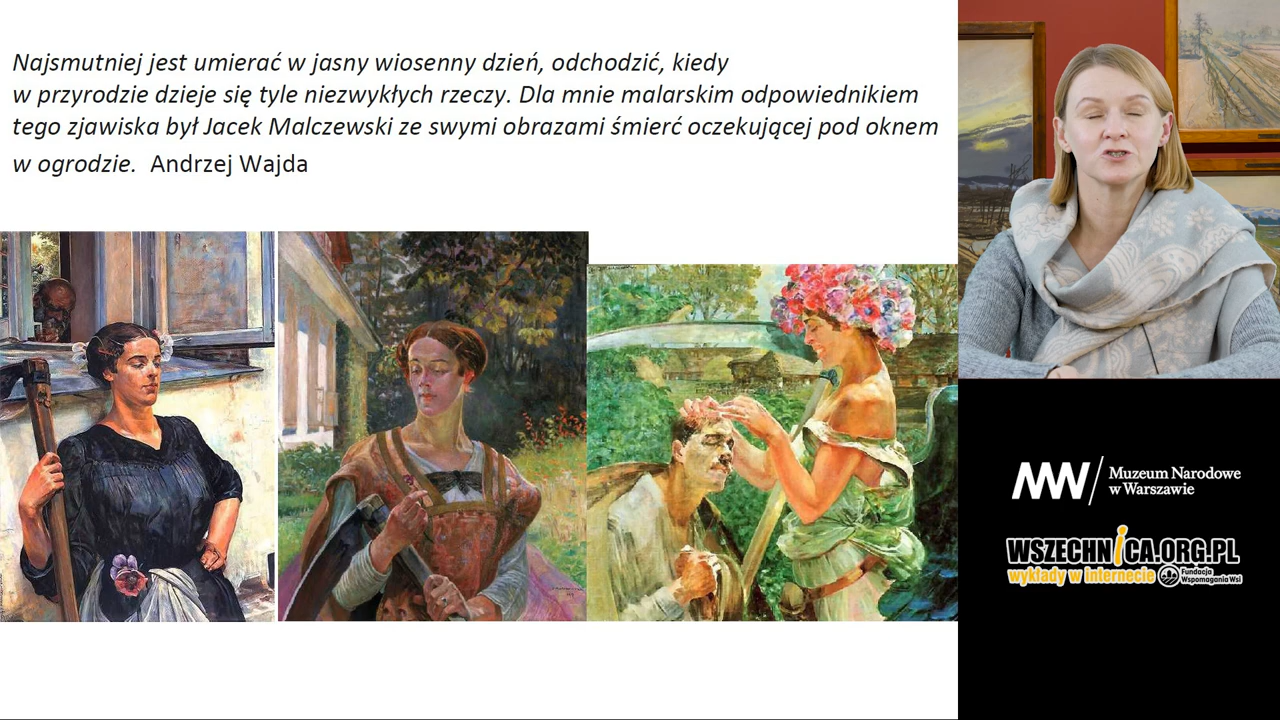 Najsmutniej jest umierać w jasny wiosenny dzień, odchodzić, kiedy
w przyrodzie dzieje się tyle niezwykłych rzeczy. Dla mnie malarskim odpowiednikiem
tego zjawiska był Jacek Malczewski ze swymi obrazami śmierć oczekującej pod oknem
w ogrodzie. Andrzej Wajda
MNW / Muzeum Narodowe
w Warszawie
WSZECHNiCA.ORG.PL
wykłady w internecie
Fundacja
Wspomagania Wsi